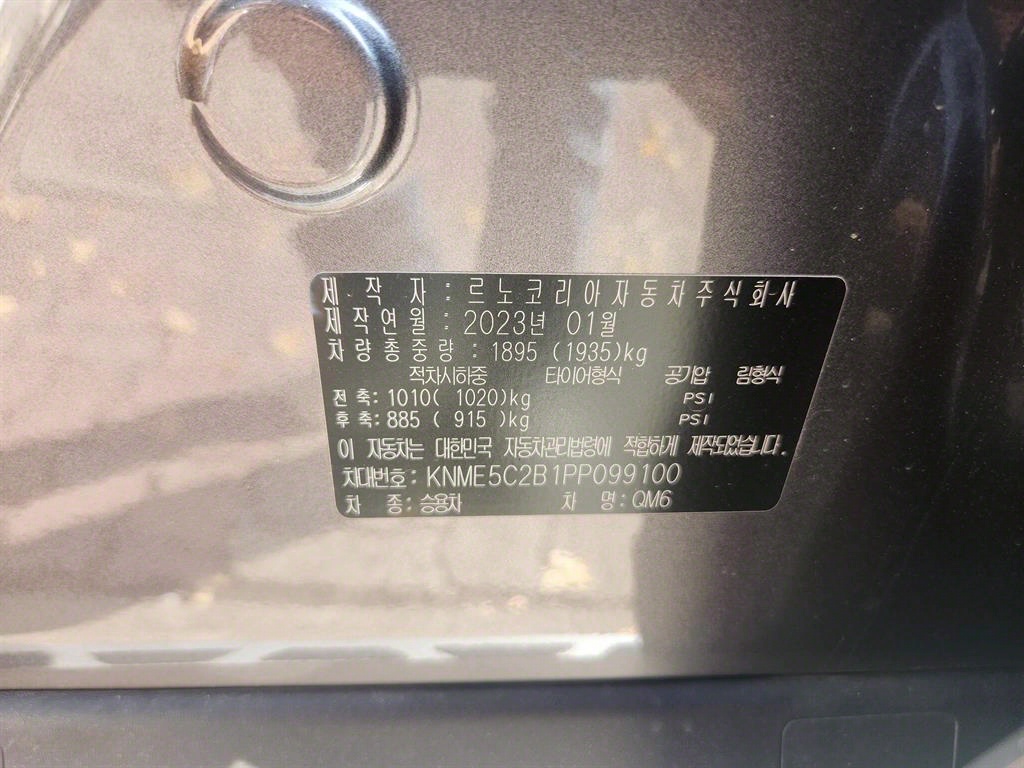 제 작 자 : 르노코리아자동차주식회사
제작연월 : 2023년 01월
차량총중량 : 1895 (1935)kg
적차시하중 타이어형식 공기압 림형식
전 축: 1010( 1020)kg PSI
후 축: 885 ( 915)kg PSI
이 자동차는 대한민국 자동차관리법령에 적합하게 제작되었습니다.
차대번호: KNME5C2B1PP099100
차 종: 승용차 차 명: QM6